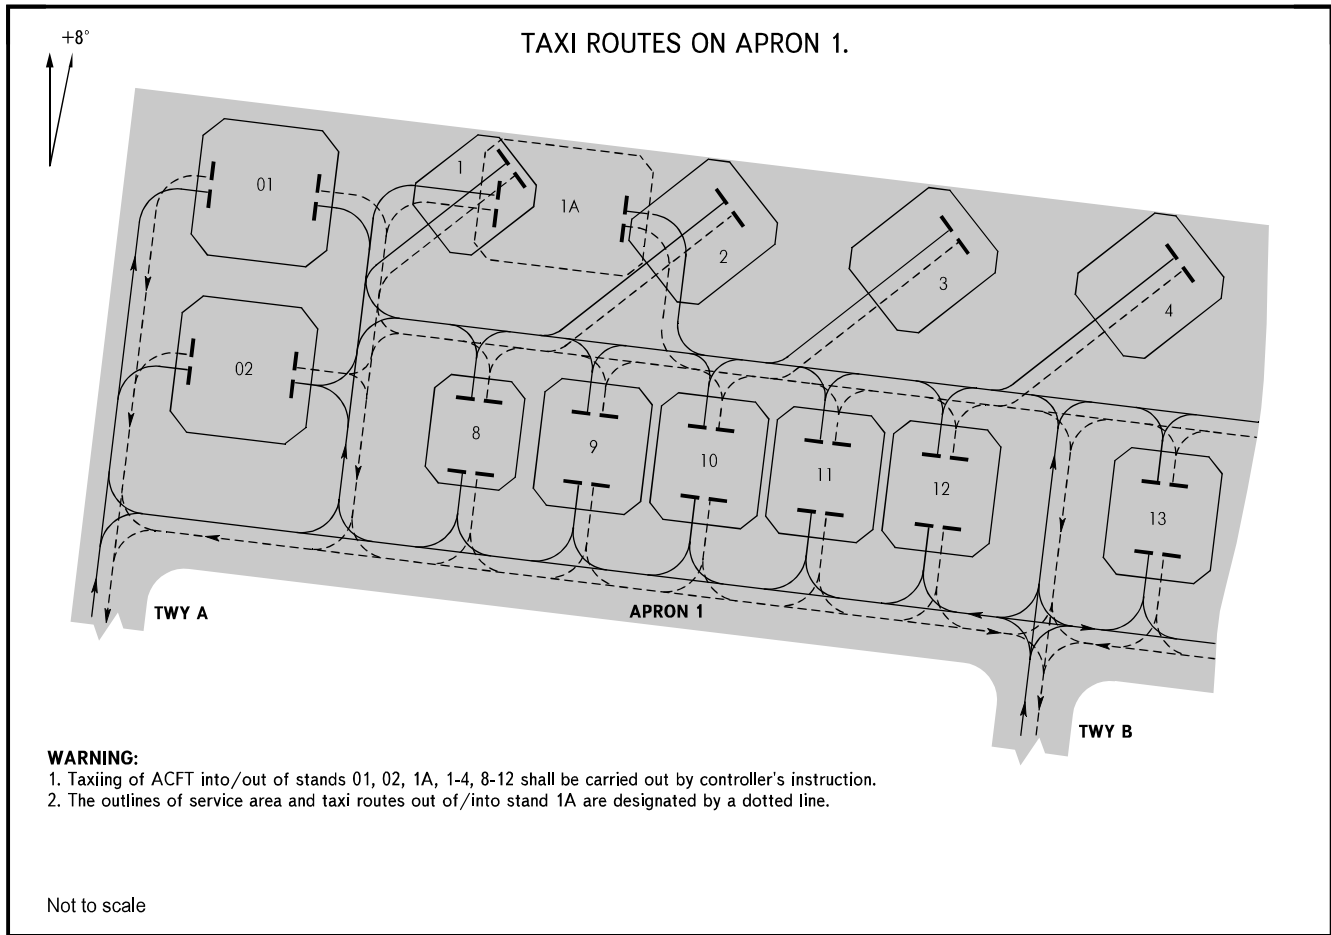 +8°
TAXI ROUTES ON APRON 1.
01
1
1A
2
3
4
02
8
9
10
11
12
13
TWY A
APRON 1
TWY B
WARNING:
1. Taxiing of ACFT into/out of stands 01, 02, 1A, 1-4, 8-12 shall be carried out by controller's instruction.
2. The outlines of service area and taxi routes out of/into stand 1A are designated by a dotted line.
Not to scale